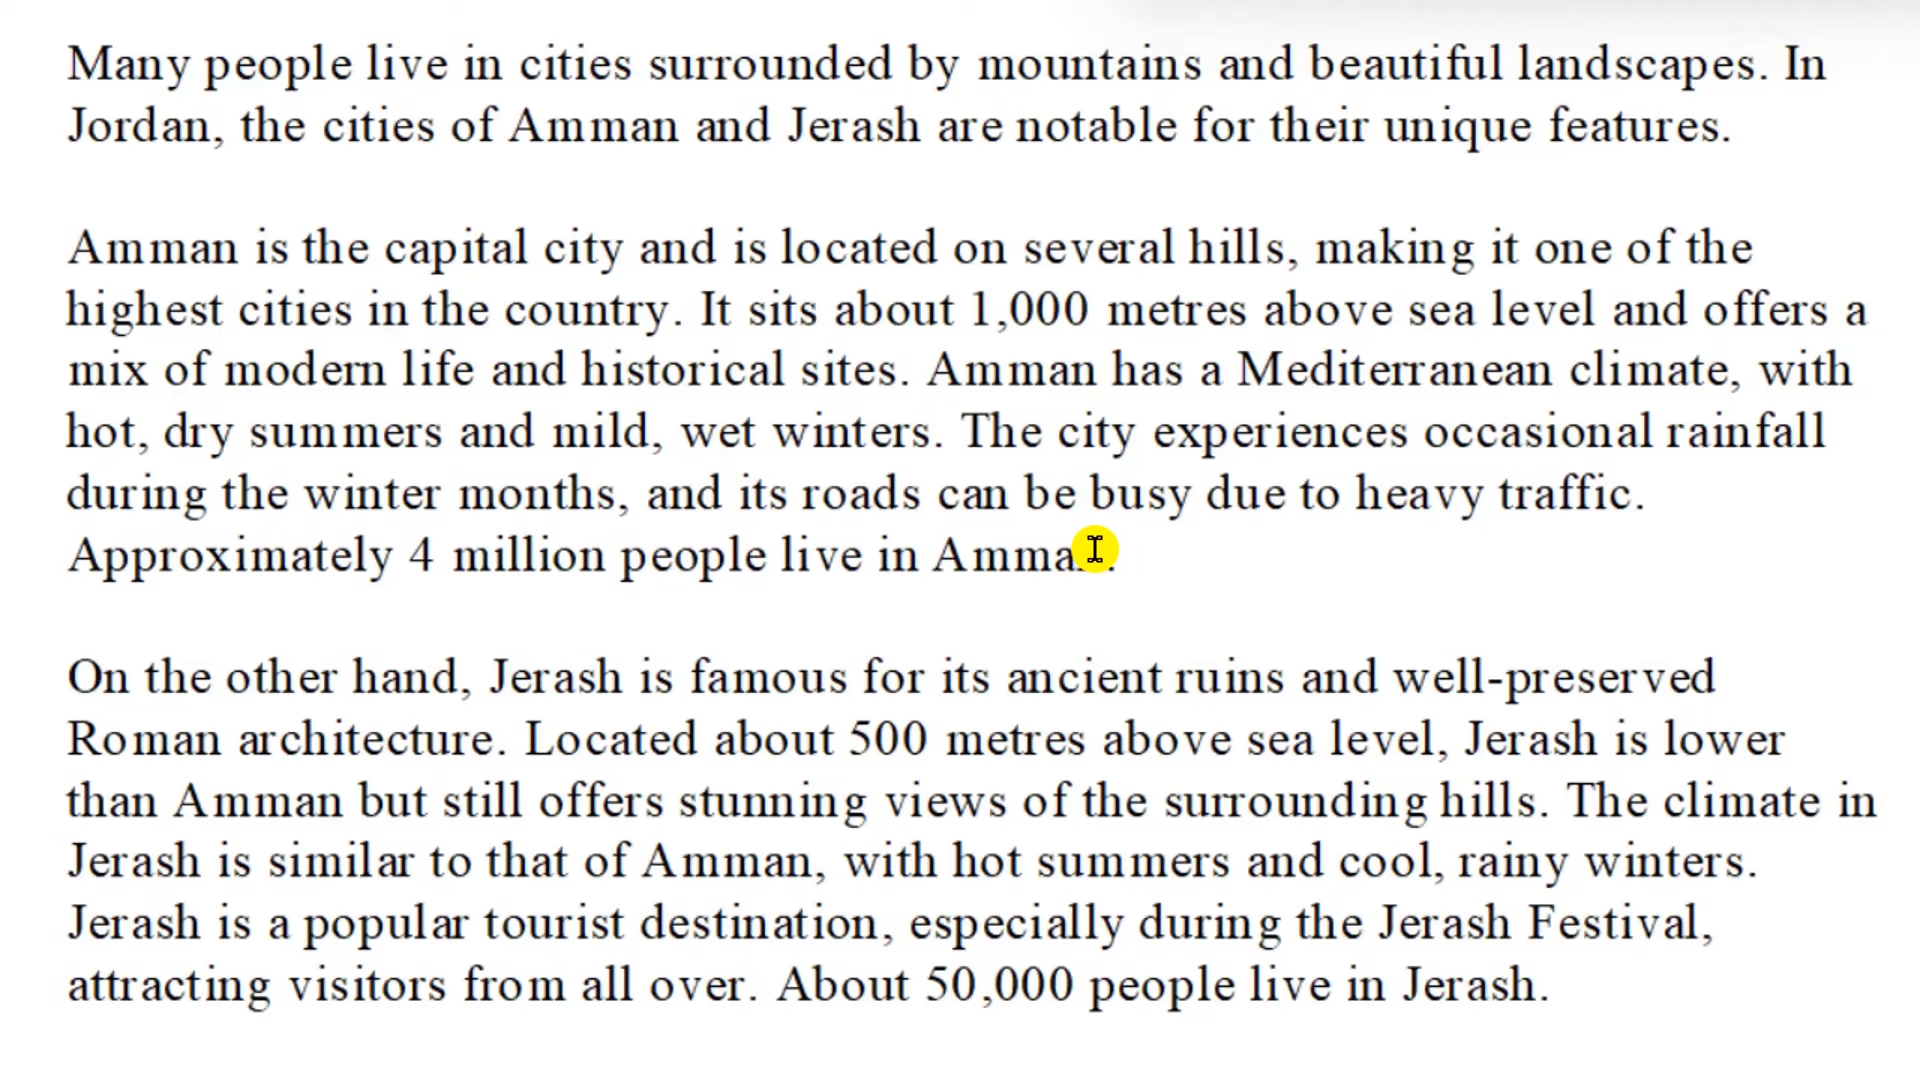 Many people live in cities surrounded by mountains and beautiful landscapes. In
Jordan, the cities of Amman and Jerash are notable for their unique features.
Amman is the capital city and is located on several hills, making it one of the
highest cities in the country. It sits about 1,000 metres above sea level and offers a
mix of modern life and historical sites. Amman has a Mediterranean climate, with
hot, dry summers and mild, wet winters. The city experiences occasional rainfall
during the winter months, and its roads can be busy due to heavy traffic.
Approximately 4 million people live in Amman.
On the other hand, Jerash is famous for its ancient ruins and well-preserved
Roman architecture. Located about 500 metres above sea level, Jerash is lower
than Amman but still offers stunning views of the surrounding hills. The climate in
Jerash is similar to that of Amman, with hot summers and cool, rainy winters.
Jerash is a popular tourist destination, especially during the Jerash Festival,
attracting visitors from all over. About 50,000 people live in Jerash.